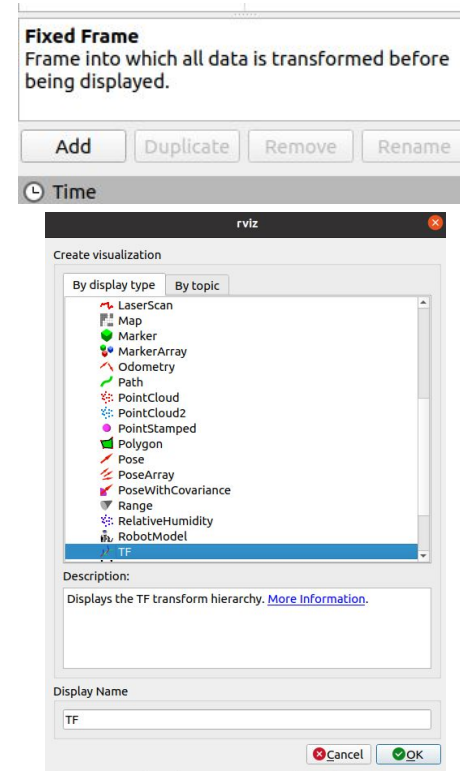 Fixed Frame
Frame into which all data is transformed before
being displayed.
Add Duplicate Remove Rename
Time
rviz
Create visualization
By display type By topic
LaserScan
Map
Marker
MarkerArray
Odometry
Path
PointCloud
PointCloud2
PointStamped
Polygon
Pose
PoseArray
PoseWithCovariance
Range
RelativeHumidity
RobotModel
TF
Description:
Displays the TF transform hierarchy. More Information.
Display Name
TF
Cancel OK